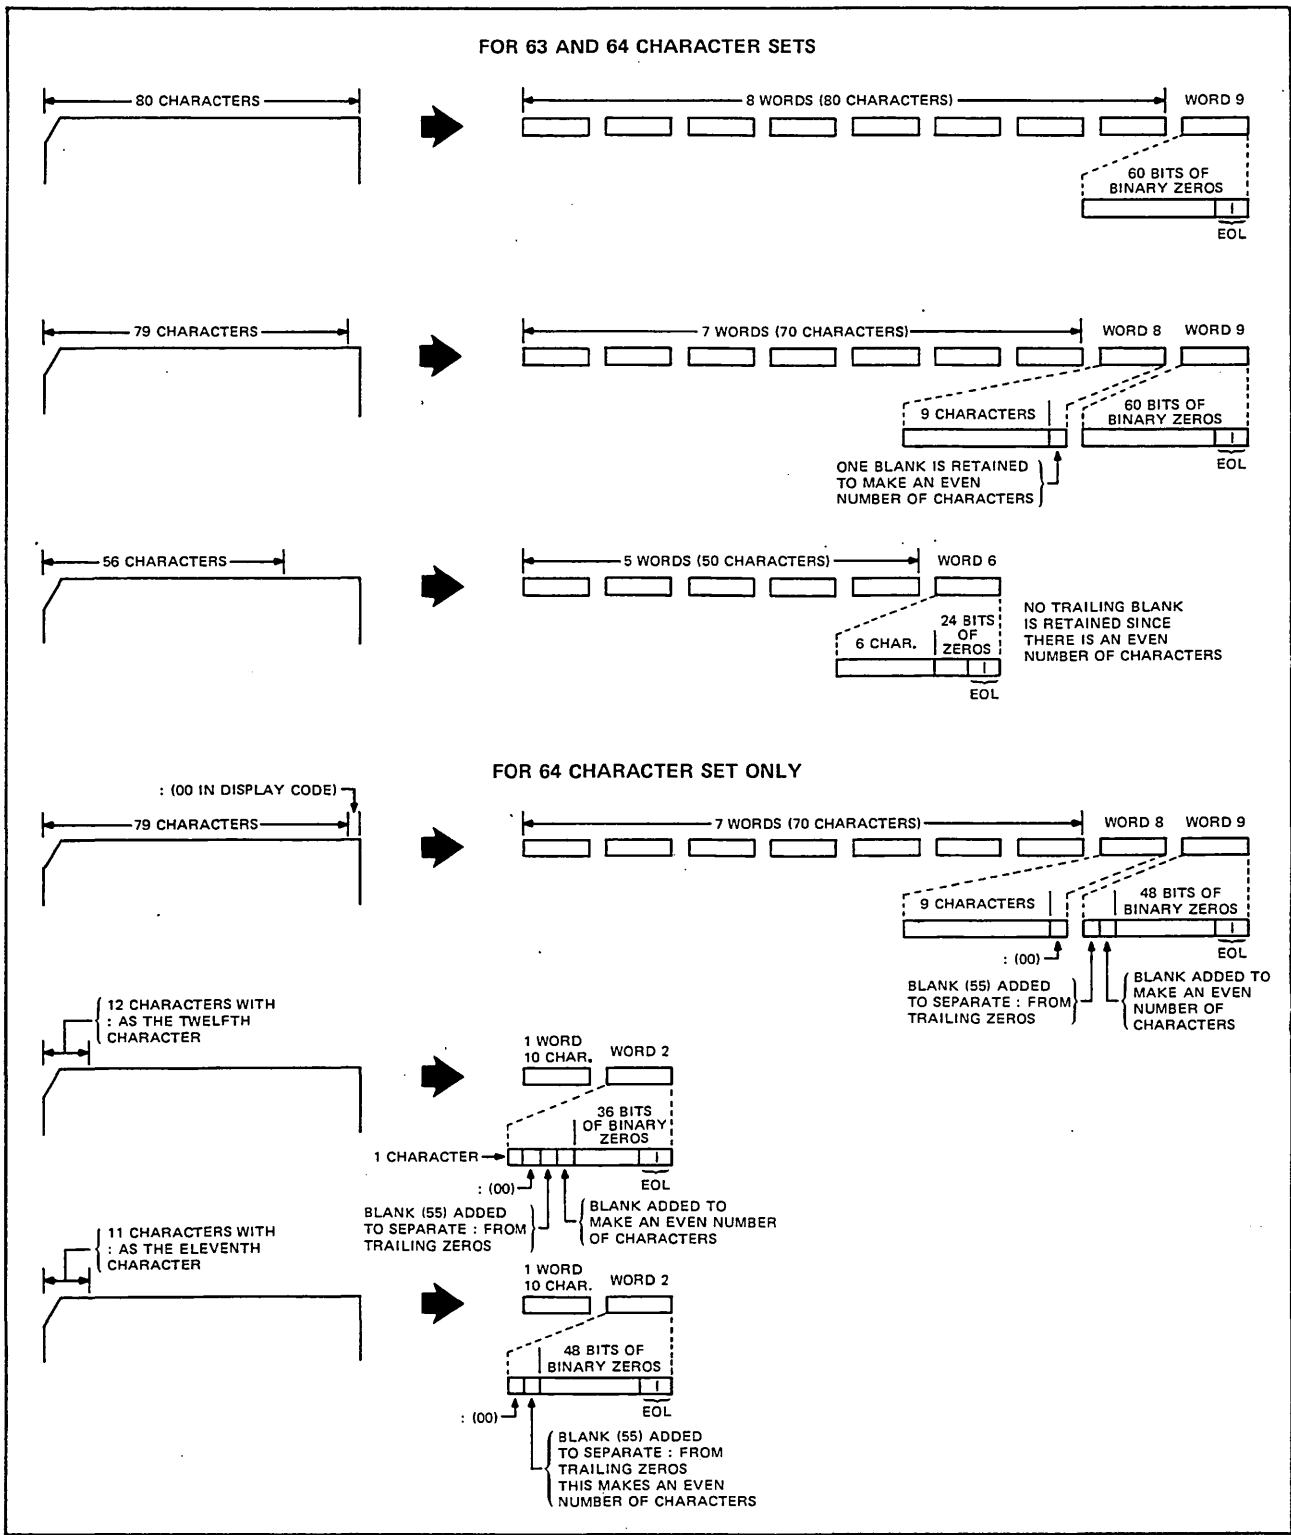 FOR 63 AND 64 CHARACTER SETS
80 CHARACTERS
8 WORDS (80 CHARACTERS)
WORD 9
60 BITS OF
BINARY ZEROS
EOL
79 CHARACTERS
7 WORDS (70 CHARACTERS)
WORD 8
WORD 9
9 CHARACTERS
60 BITS OF
BINARY ZEROS
EOL
ONE BLANK IS RETAINED
TO MAKE AN EVEN
NUMBER OF CHARACTERS
56 CHARACTERS
5 WORDS (50 CHARACTERS)
WORD 6
6 CHAR.
24 BITS
OF
ZEROS
EOL
NO TRAILING BLANK
IS RETAINED SINCE
THERE IS AN EVEN
NUMBER OF CHARACTERS
FOR 64 CHARACTER SET ONLY
: (00 IN DISPLAY CODE)
79 CHARACTERS
7 WORDS (70 CHARACTERS)
WORD 8
WORD 9
9 CHARACTERS
48 BITS OF
BINARY ZEROS
: (00)
EOL
BLANK (55) ADDED
TO SEPARATE : FROM
TRAILING ZEROS
BLANK ADDED TO
MAKE AN EVEN
NUMBER OF
CHARACTERS
12 CHARACTERS WITH
: AS THE TWELFTH
CHARACTER
1 WORD
10 CHAR.
WORD 2
36 BITS
OF BINARY
ZEROS
1 CHARACTER
: (00)
EOL
BLANK (55) ADDED
TO SEPARATE : FROM
TRAILING ZEROS
BLANK ADDED TO
MAKE AN EVEN NUMBER
OF CHARACTERS
11 CHARACTERS WITH
: AS THE ELEVENTH
CHARACTER
1 WORD
10 CHAR.
WORD 2
48 BITS OF
BINARY ZEROS
: (00)
EOL
BLANK (55) ADDED
TO SEPARATE : FROM
TRAILING ZEROS
THIS MAKES AN EVEN
NUMBER OF CHARACTERS